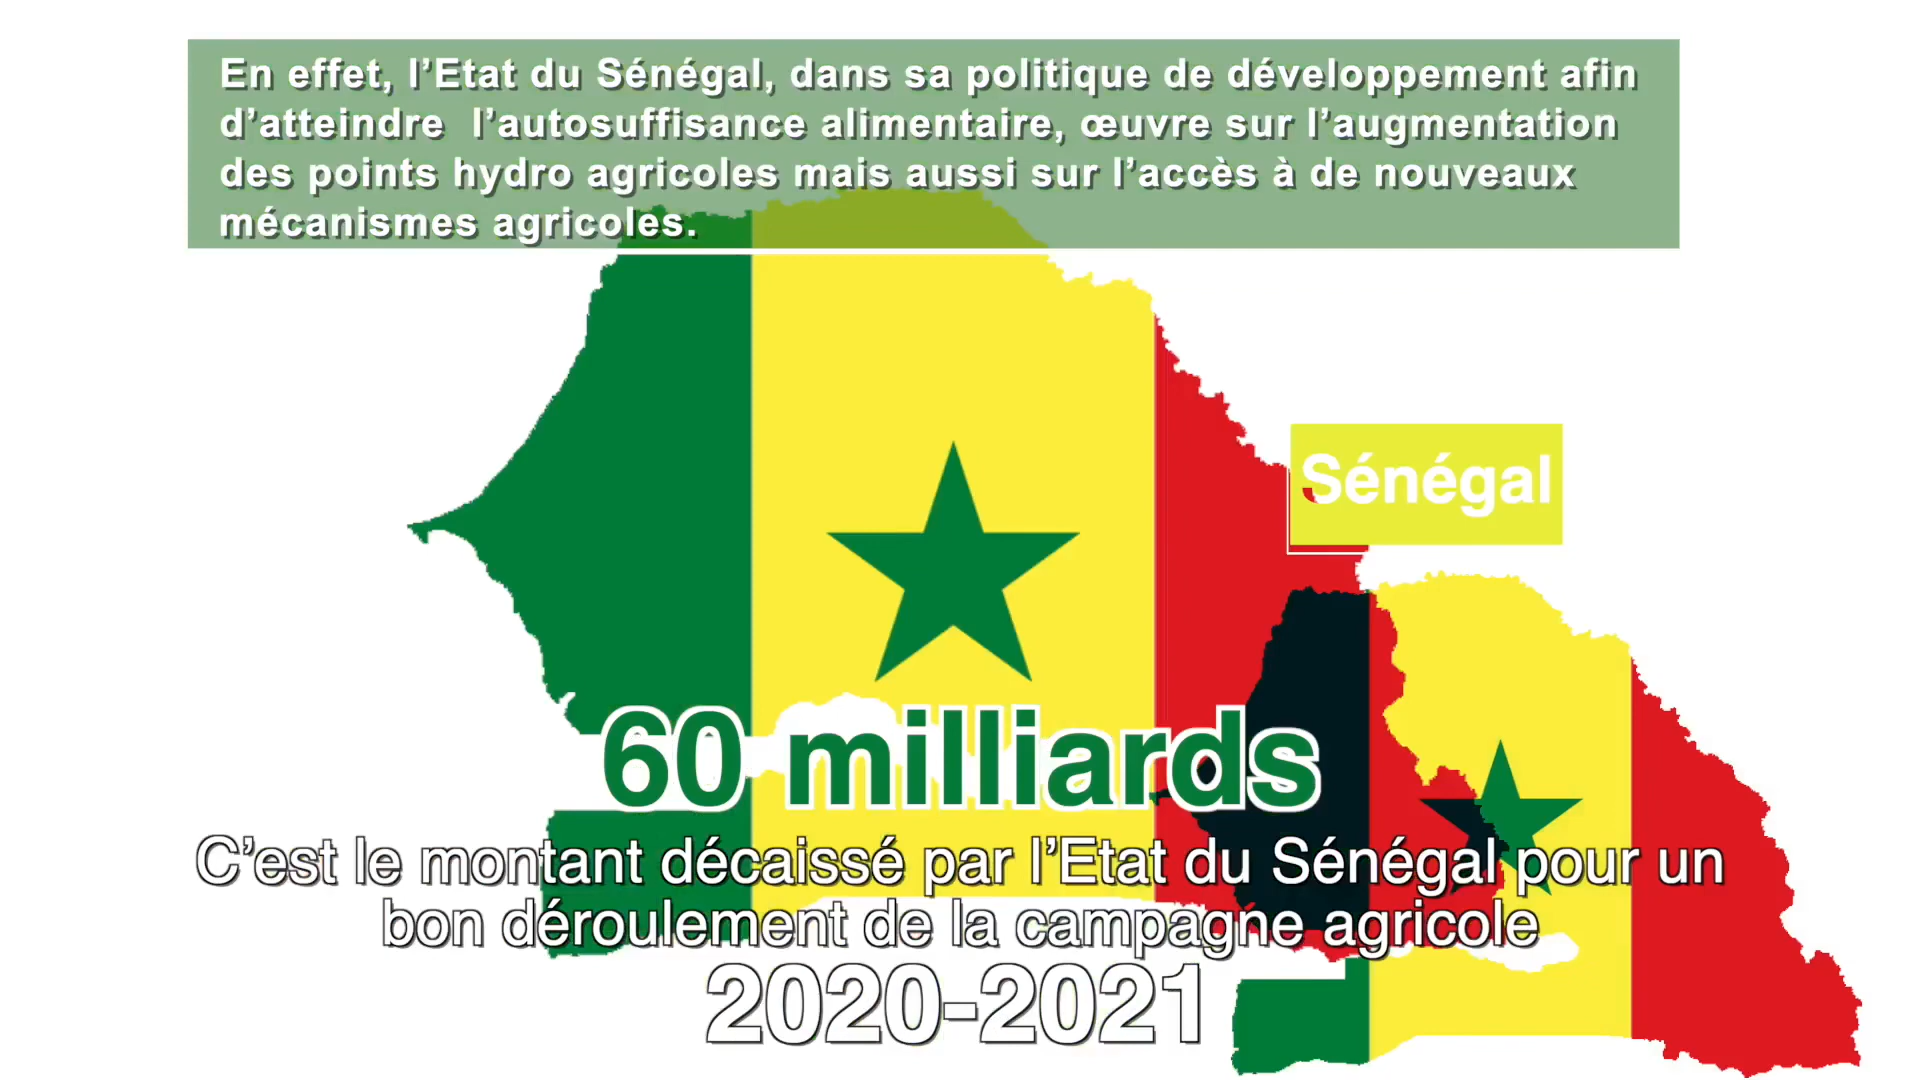 En effet, l’Etat du Sénégal, dans sa politique de développement afin
d’atteindre l’autosuffisance alimentaire, œuvre sur l’augmentation
des points hydro agricoles mais aussi sur l’accès à de nouveaux
mécanismes agricoles.
Sénégal
60 milliards
C’est le montant décaissé par l’Etat du Sénégal pour un
bon déroulement de la campagne agricole
2020-2021